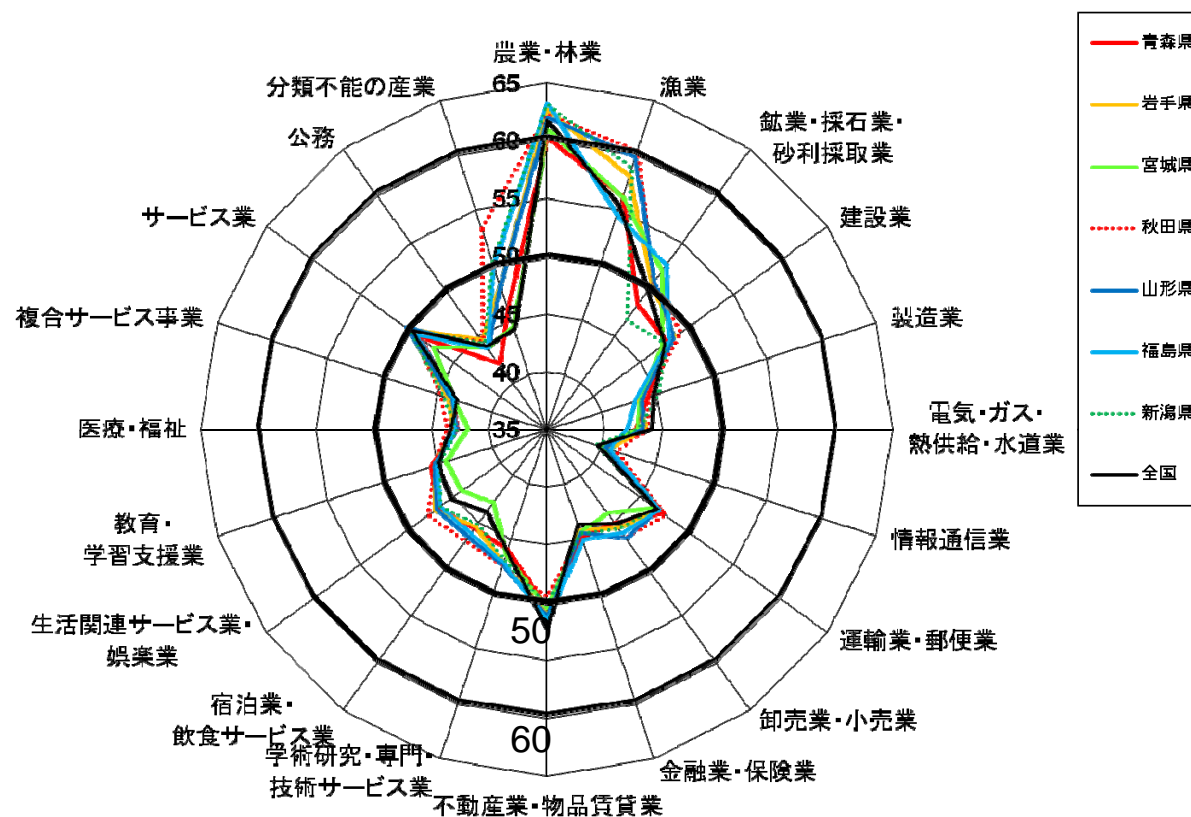 農業・林業
漁業
鉱業・採石業・
砂利採取業
建設業
製造業
電気・ガス・
熱供給・水道業
情報通信業
運輸業・郵便業
卸売業・小売業
金融業・保険業
不動産業・物品賃貸業
学術研究・専門・
技術サービス業
宿泊業・
飲食サービス業
生活関連サービス業・
娯楽業
教育・
学習支援業
医療・福祉
複合サービス事業
サービス業
公務
分類不能の産業
65
60
55
50
45
40
35
50
60
青森県
岩手県
宮城県
秋田県
山形県
福島県
新潟県
全国